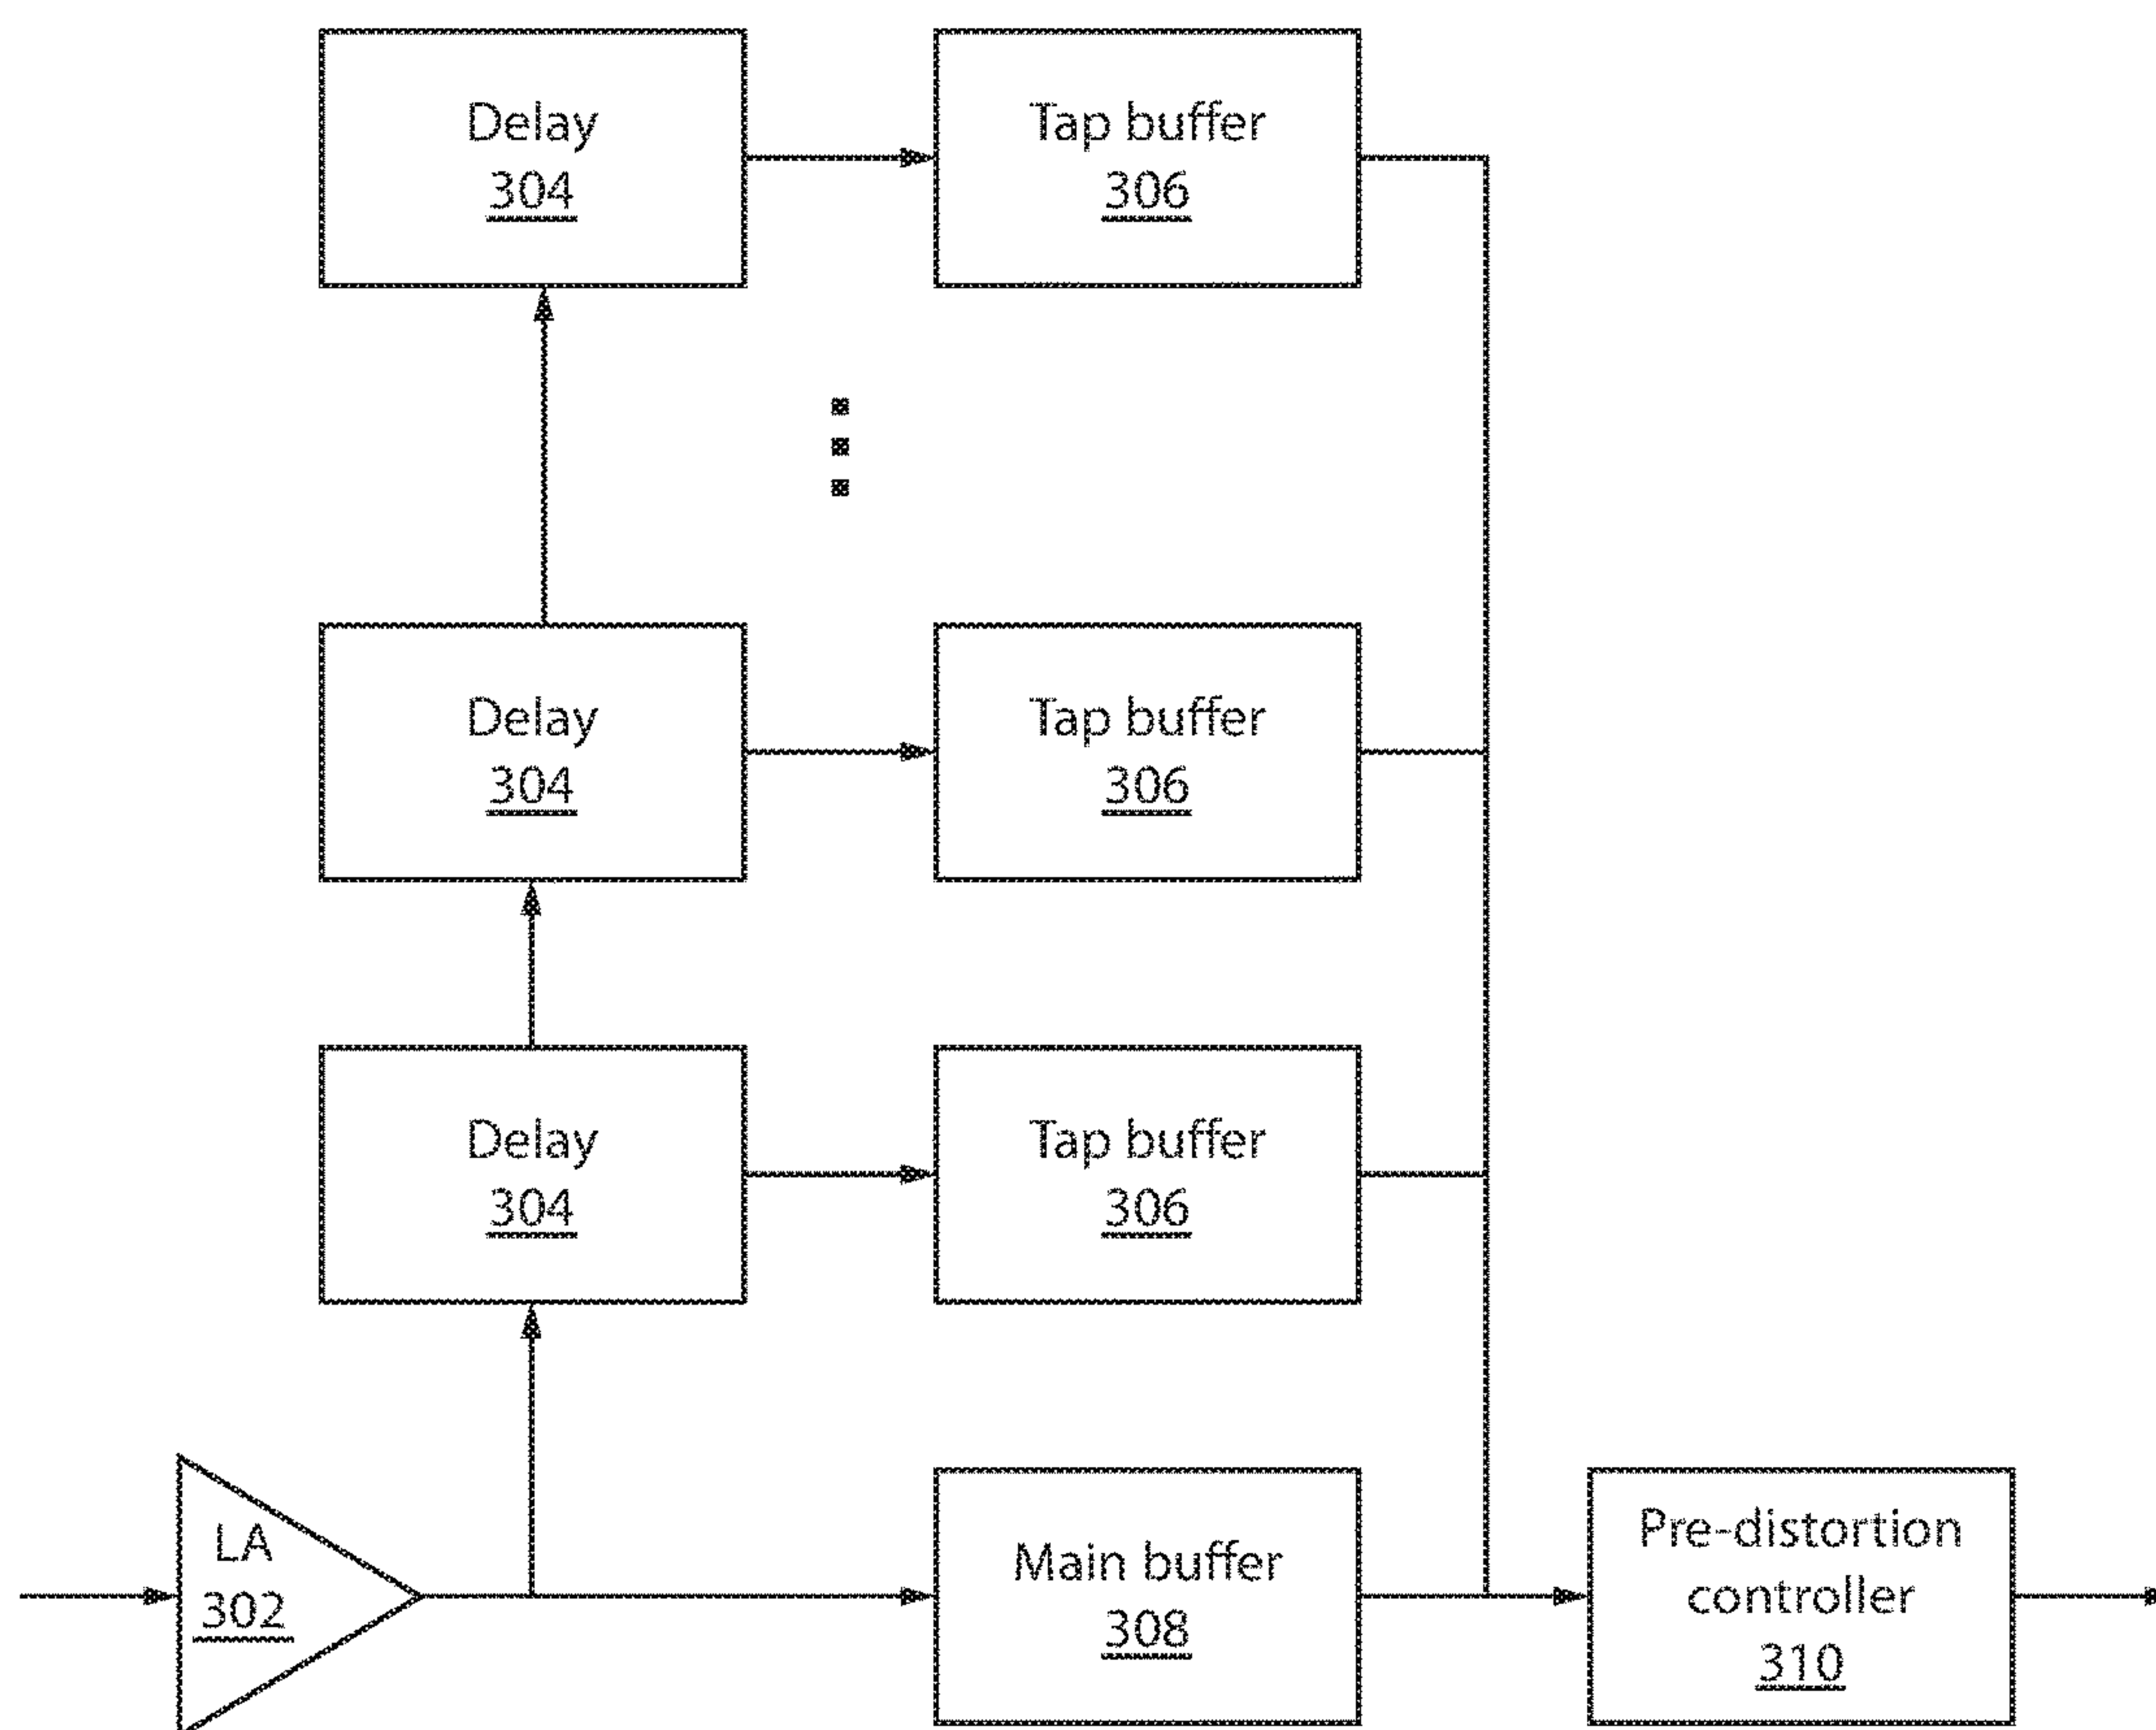 Delay
304
Tap buffer
306
Delay
304
Tap buffer
306
Delay
304
Tap buffer
306
LA
302
Main buffer
308
Pre-distortion
controller
310